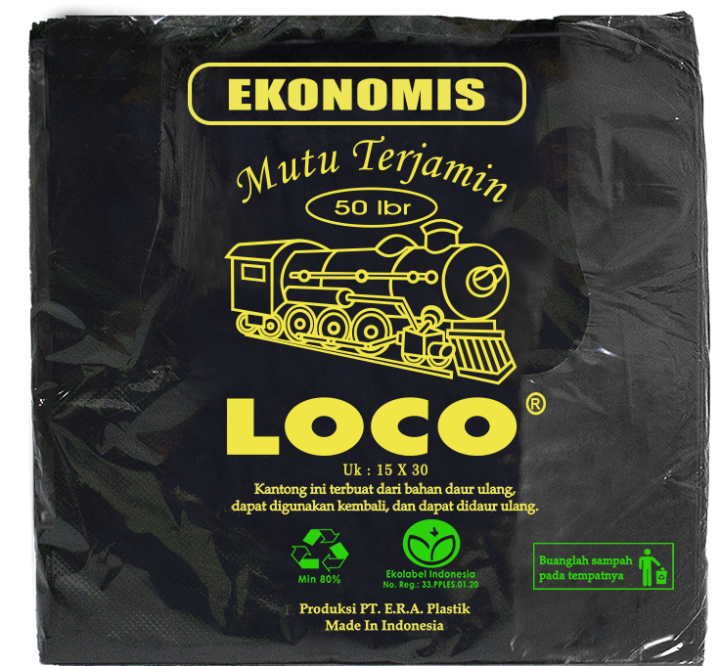 EKONOMIS
Mutu Terjamin
50 lbr
LOCO®
Uk : 15 X 30
Kantong ini terbuat dari bahan daur ulang,
dapat digunakan kembali, dan dapat didaur ulang.
Min 80%
Ekolabel Indonesia
No. Reg.: 33.PPLES.01.20
Buanglah sampah
pada tempatnya
Produksi PT. E.R.A. Plastik
Made In Indonesia